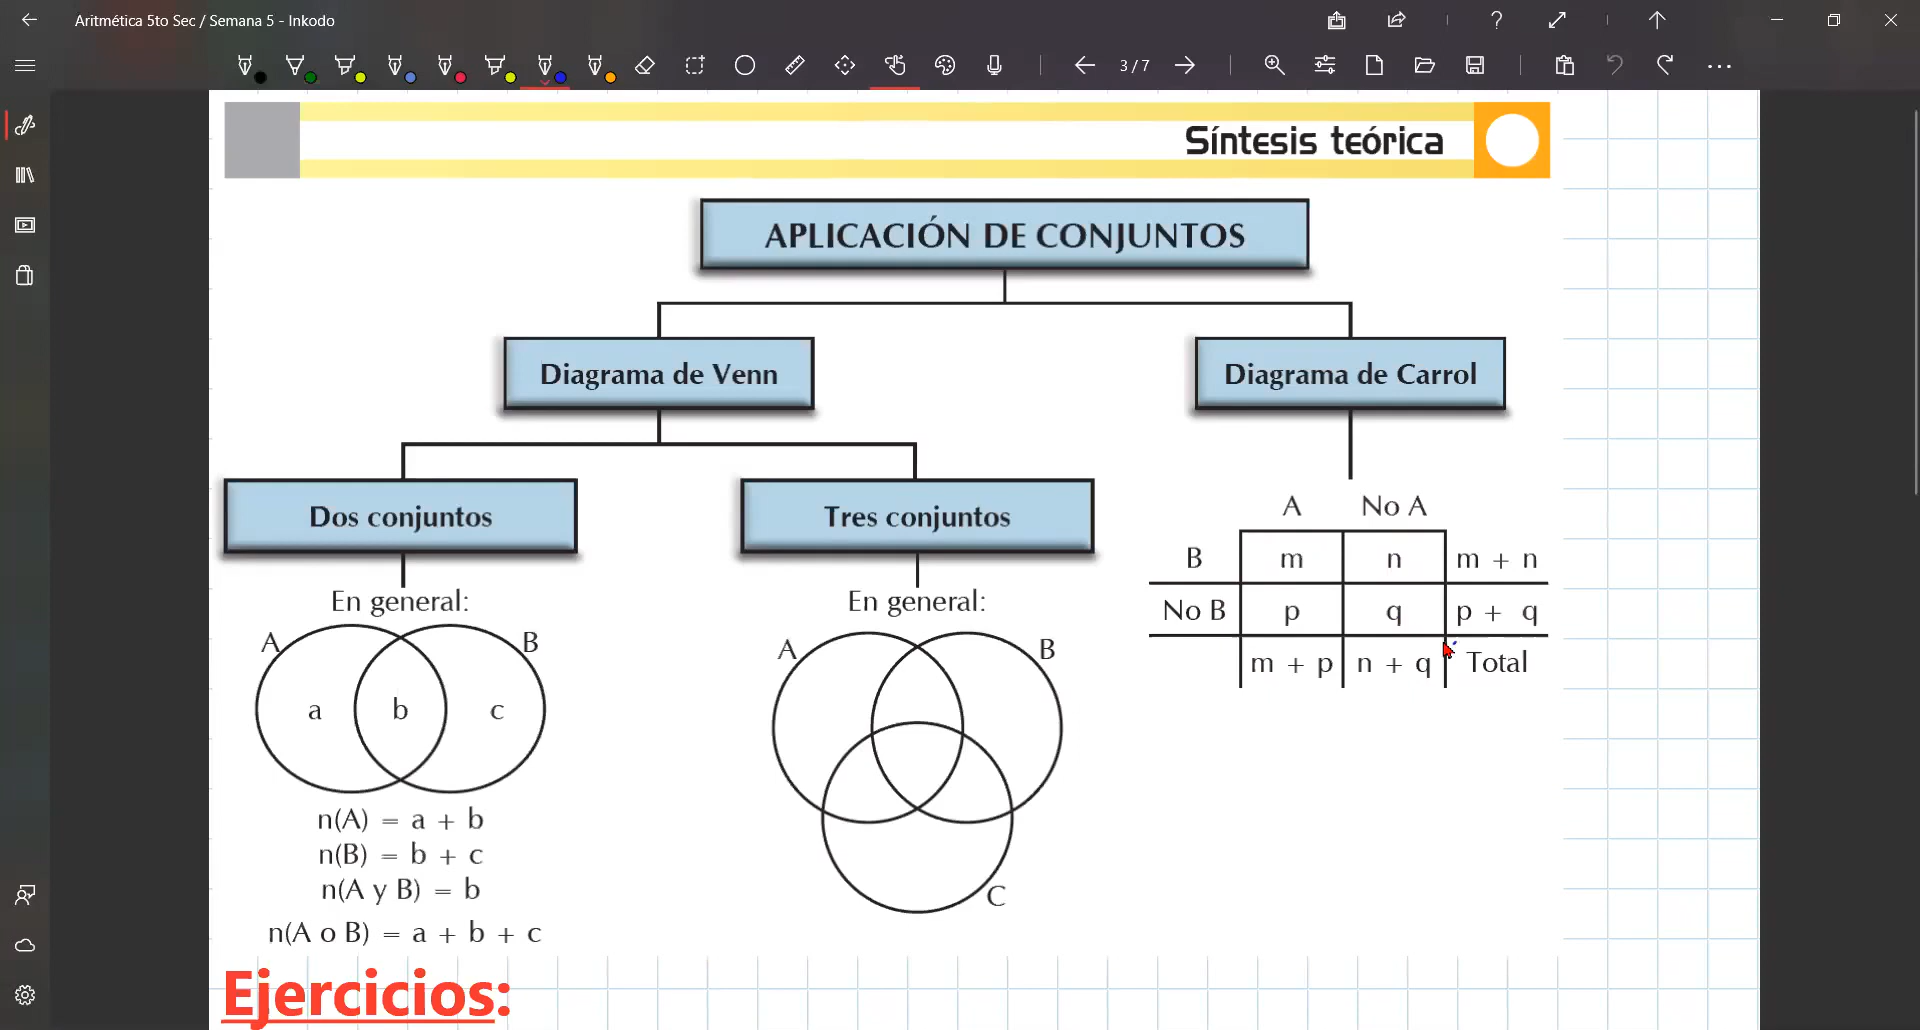 Aritmética 5to Sec / Semana 5 - Inkodo
3 / 7
Síntesis teórica
APLICACIÓN DE CONJUNTOS
Diagrama de Venn
Diagrama de Carrol
Dos conjuntos
Tres conjuntos
En general:
A
B
a
b
c
n(A) = a + b
n(B) = b + c
n(A y B) = b
n(A o B) = a + b + c
En general:
A
B
C
A No A
B m n m + n
No B p q p + q
m + p n + q Total
Ejercicios: